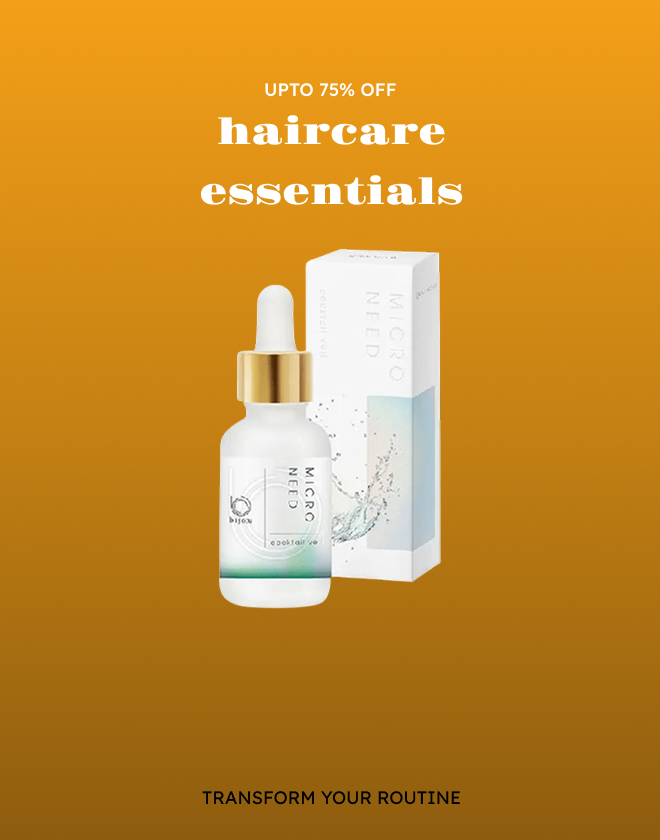 UPTO 75% OFF
haircare
essentials
MICRO
NEED
MICRO
NEED
bijou
TRANSFORM YOUR ROUTINE